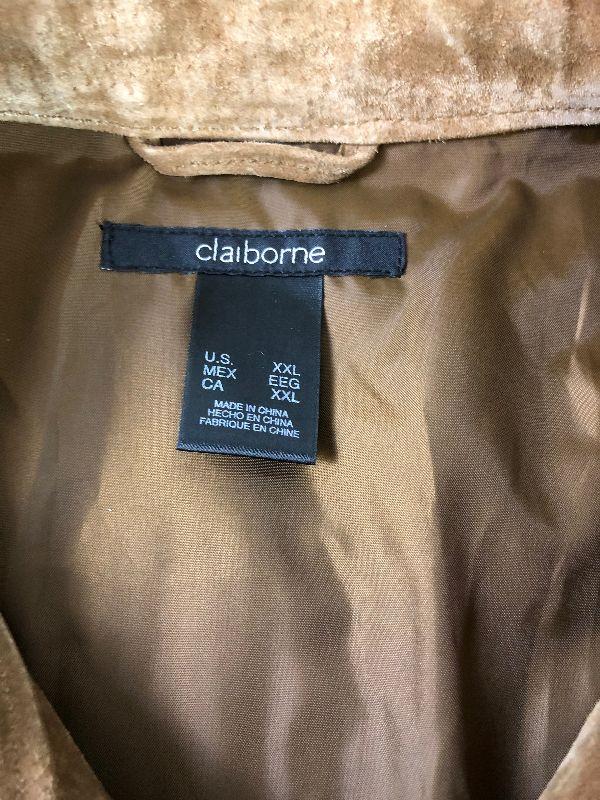 claiborne
U.S. XXL
MEX EEG
CA XXL
MADE IN CHINA
HECHO EN CHINA
FABRIQUE EN CHINE